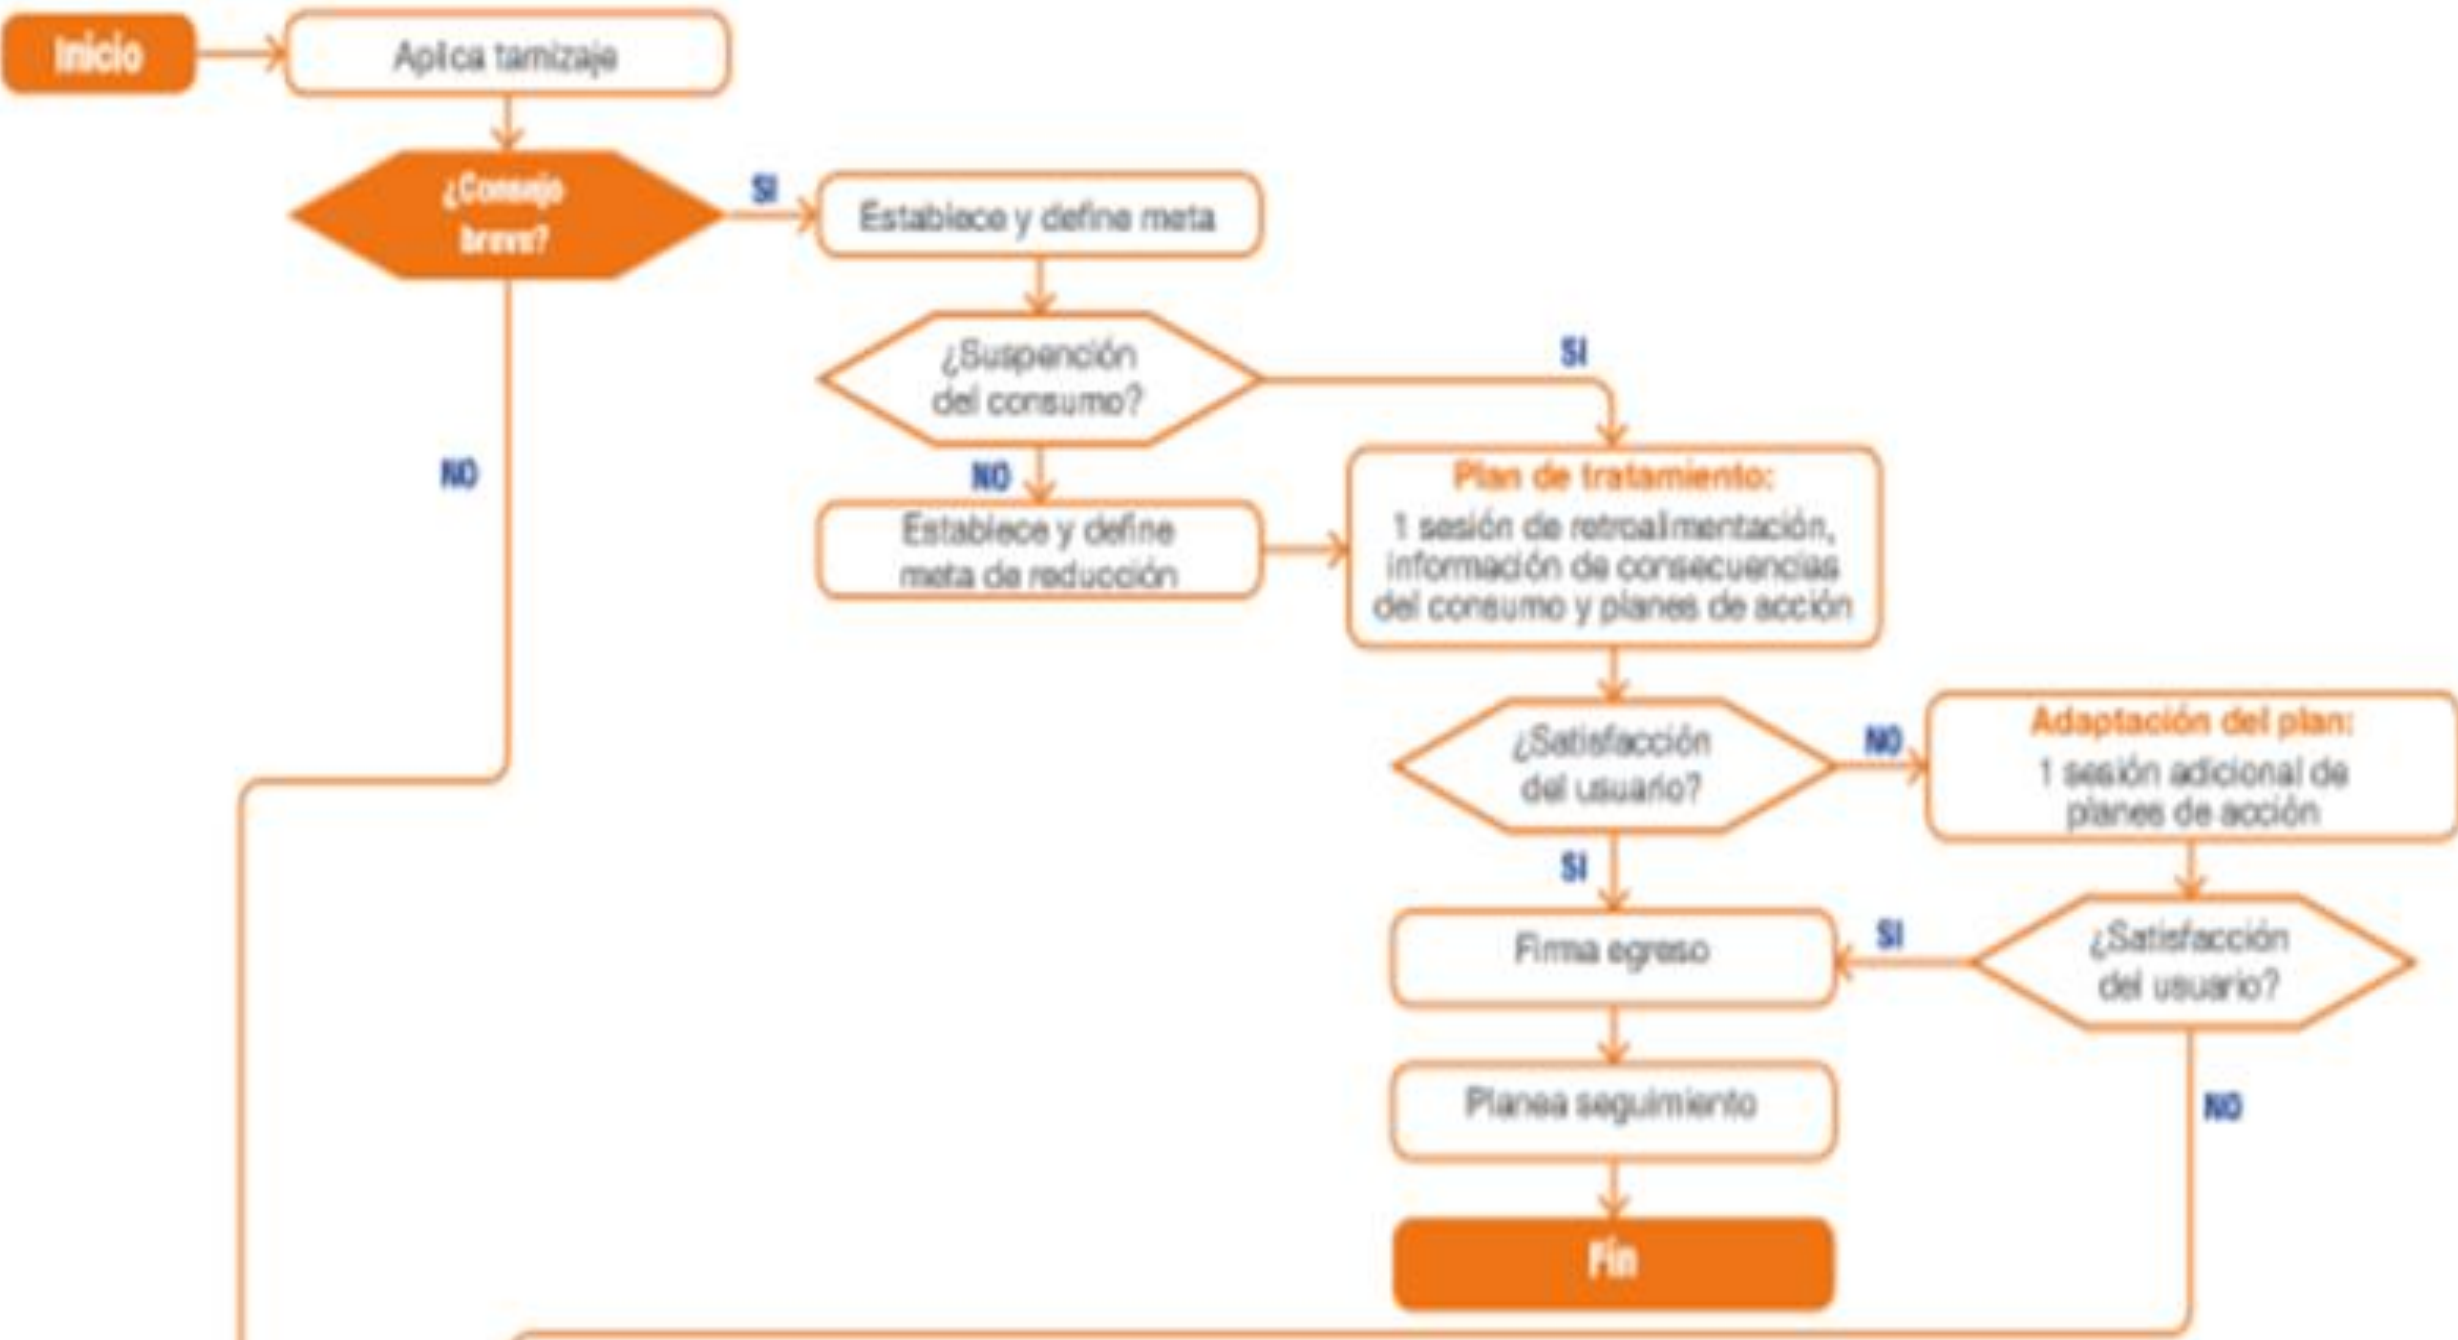 Inicio
Aplica tamizaje
¿Consejo
breve?
SI
Establece y define meta
¿Suspención
del consumo?
SI
NO
NO
Establece y define
meta de reducción
Plan de tratamiento:
1 sesión de retroalimentación,
información de consecuencias
del consumo y planes de acción
¿Satisfacción
del usuario?
NO
Adaptación del plan:
1 sesión adicional de
planes de acción
SI
Firma egreso
SI
¿Satisfacción
del usuario?
Planea seguimiento
NO
Fin